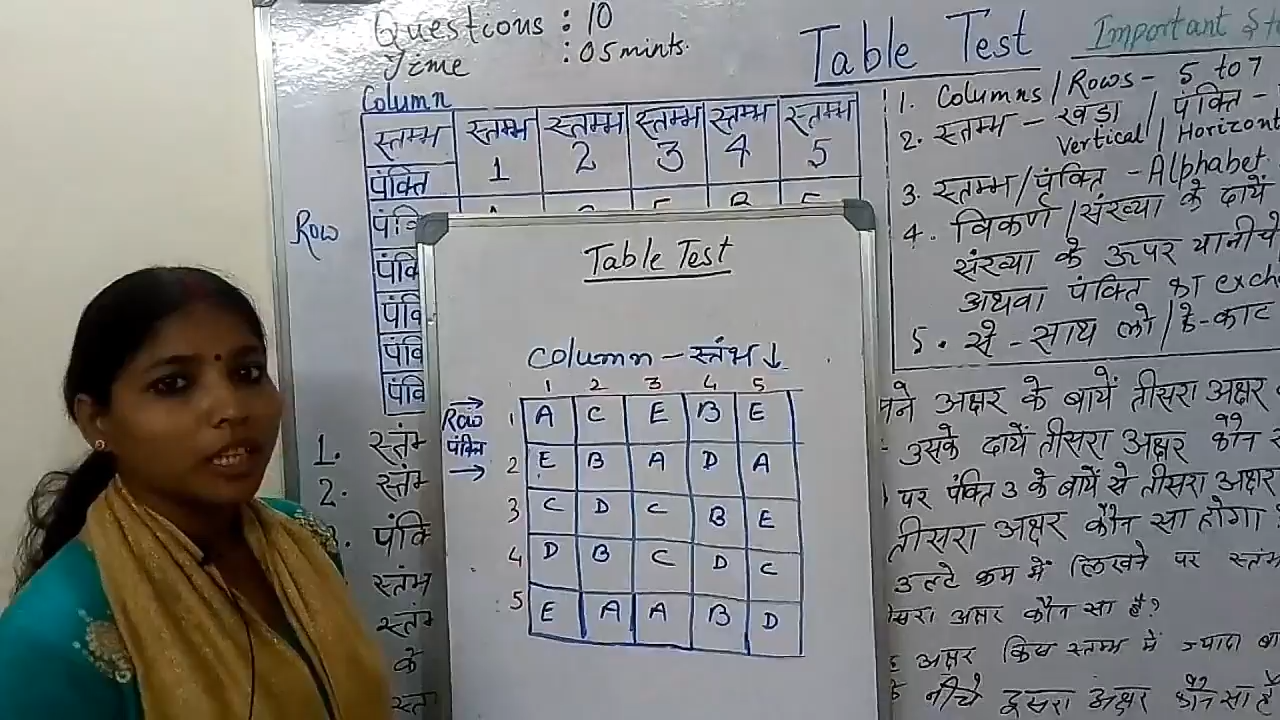 Questions : 10
Time : 05 mints.
Table Test
Important
Column
स्तम्भ स्तम्भ 1 स्तम्भ 2 स्तम्भ 3 स्तम्भ 4 स्तम्भ 5
पंक्ति
Row
1. Columns / Rows - 5 to 7
2. स्तम्भ - खडा / पंक्ति -
Vertical / Horizont
3. स्तम्भ / पंक्ति - Alphabet.
4. विकर्ण / संख्या के दायें
संख्या के ऊपर या नीचे
अथवा पंक्ति का exch
5. से - साथ लो / के - काट
Table Test
Column - स्तंभ ↓
1 2 3 4 5
Row पंक्ति
1 A C E B E
2 E B A D A
3 C D C B E
4 D B C D C
5 E A A B D
1. स्तंभ
2. स्तंभ
पंक्ति
स्तंभ
स्तंभ
के
अक्षर के बायें तीसरा अक्षर
उसके दायें तीसरा अक्षर कौन
पर पंक्ति 3 के बायें से तीसरा अक्षर
तीसरा अक्षर कौन सा होगा
उल्टे क्रम में लिखने पर स्तम्भ
अक्षर कौन सा है?
अक्षर किस स्तम्भ में ज्यादा बा
के नीचे दूसरा अक्षर कौन सा है